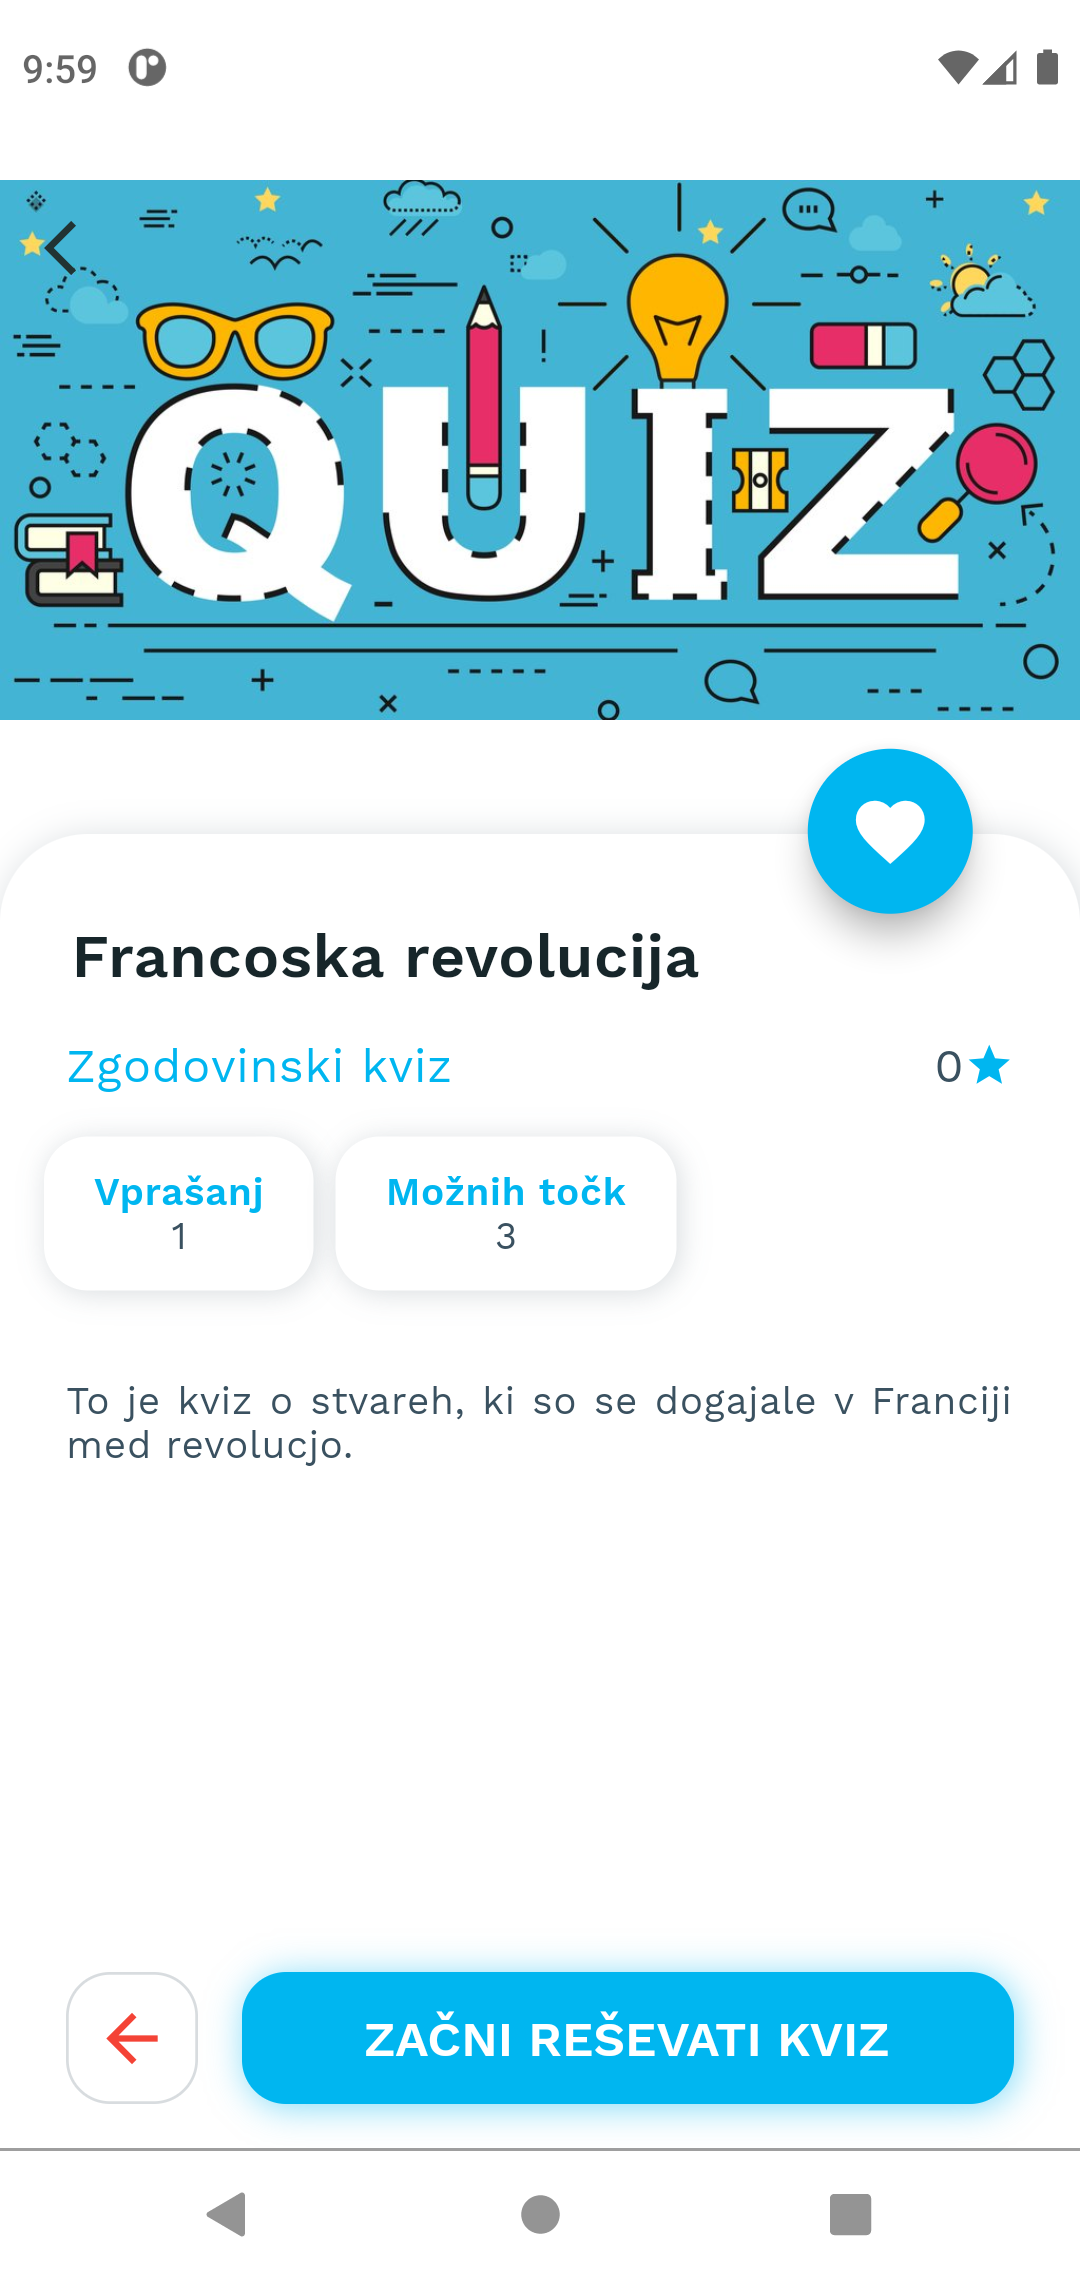 9:59
QUIZ
Francoska revolucija
Zgodovinski kviz
0
Vprašanj
1
Možnih točk
3
To je kviz o stvareh, ki so se dogajale v Franciji
med revolucjo.
ZAČNI REŠEVATI KVIZ